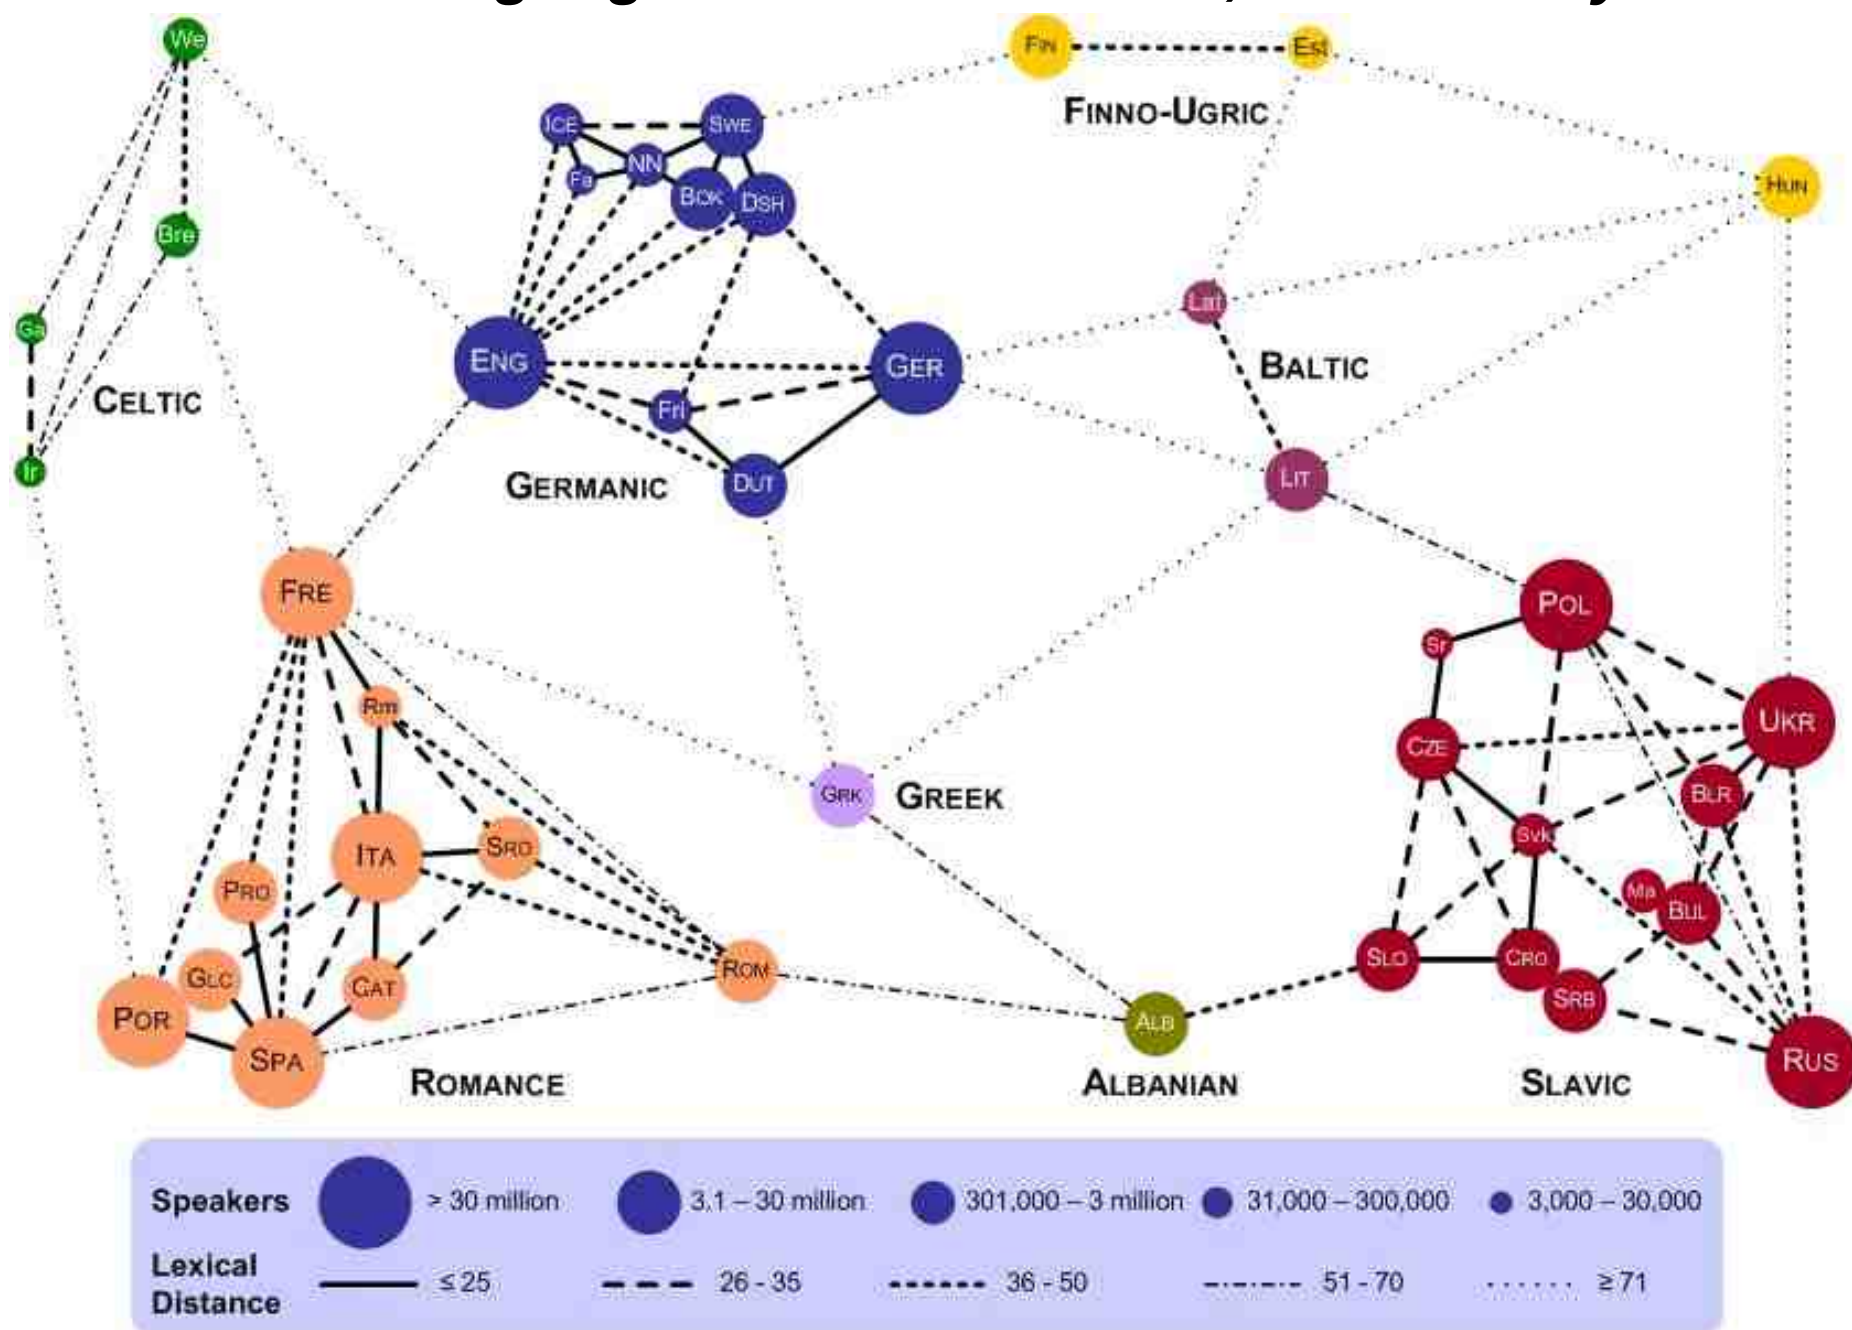 We
FIN
Est
FINNO-UGRIC
ICE
SWE
NN
Fa
BOK
DSH
HUN
Bre
Lat
Ga
ENG
GER
BALTIC
CELTIC
Fri
Ir
GERMANIC
DUT
LIT
FRE
POL
Sr
Rm
UKR
CZE
GRK
GREEK
BLR
Svk
ITA
SRD
PRO
Ma
BUL
GLC
CAT
ROM
SLO
CRO
SRB
POR
SPA
ALB
RUS
ROMANCE
ALBANIAN
SLAVIC
Speakers > 30 million 3,1 – 30 million 301,000 – 3 million 31,000 – 300,000 3,000 – 30,000
Lexical
Distance ≤ 25 26 - 35 36 - 50 51 - 70 ≥ 71